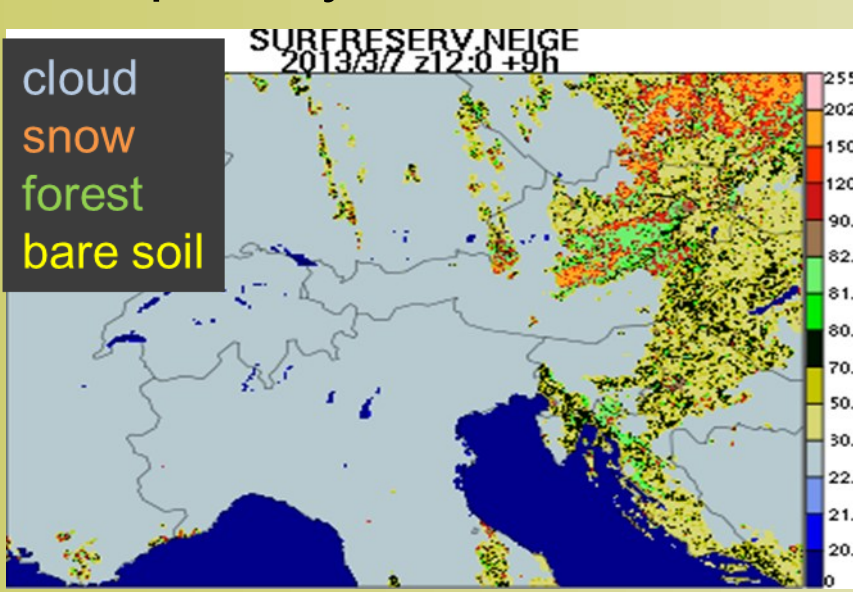 SURFRESERV.NEIGE
2013/3/7 z12:0 +9h
cloud
snow
forest
bare soil
255
202
150
120
90.
82.
81.
80.
70.
50.
30.
22.
21.
20.
0